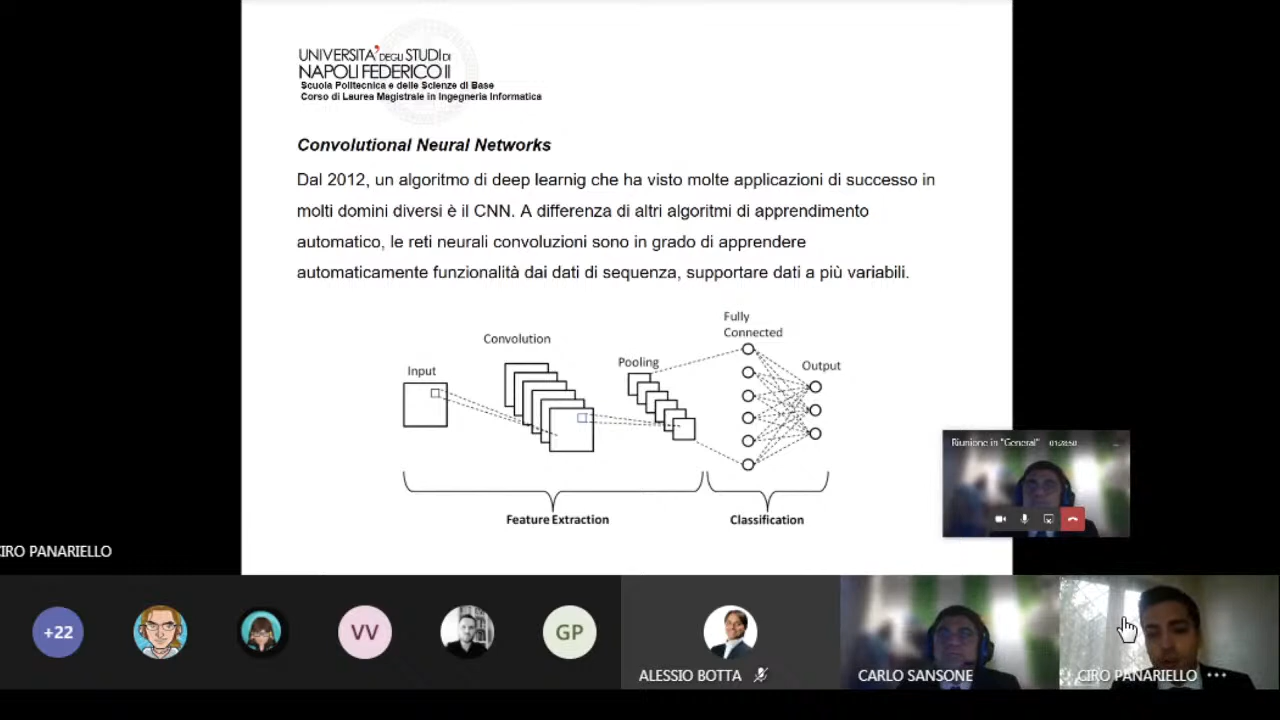 UNIVERSITA' DEGLI STUDI DI
NAPOLI FEDERICO II
Scuola Politecnica e delle Scienze di Base
Corso di Laurea Magistrale in Ingegneria Informatica
Convolutional Neural Networks
Dal 2012, un algoritmo di deep learnig che ha visto molte applicazioni di successo in
molti domini diversi è il CNN. A differenza di altri algoritmi di apprendimento
automatico, le reti neurali convoluzioni sono in grado di apprendere
automaticamente funzionalità dai dati di sequenza, supportare dati a più variabili.
Fully
Connected
Convolution
Pooling
Input
Output
Feature Extraction
Classification
Riunione in "General"
CIRO PANARIELLO
+22
VV
GP
ALESSIO BOTTA
CARLO SANSONE
CIRO PANARIELLO